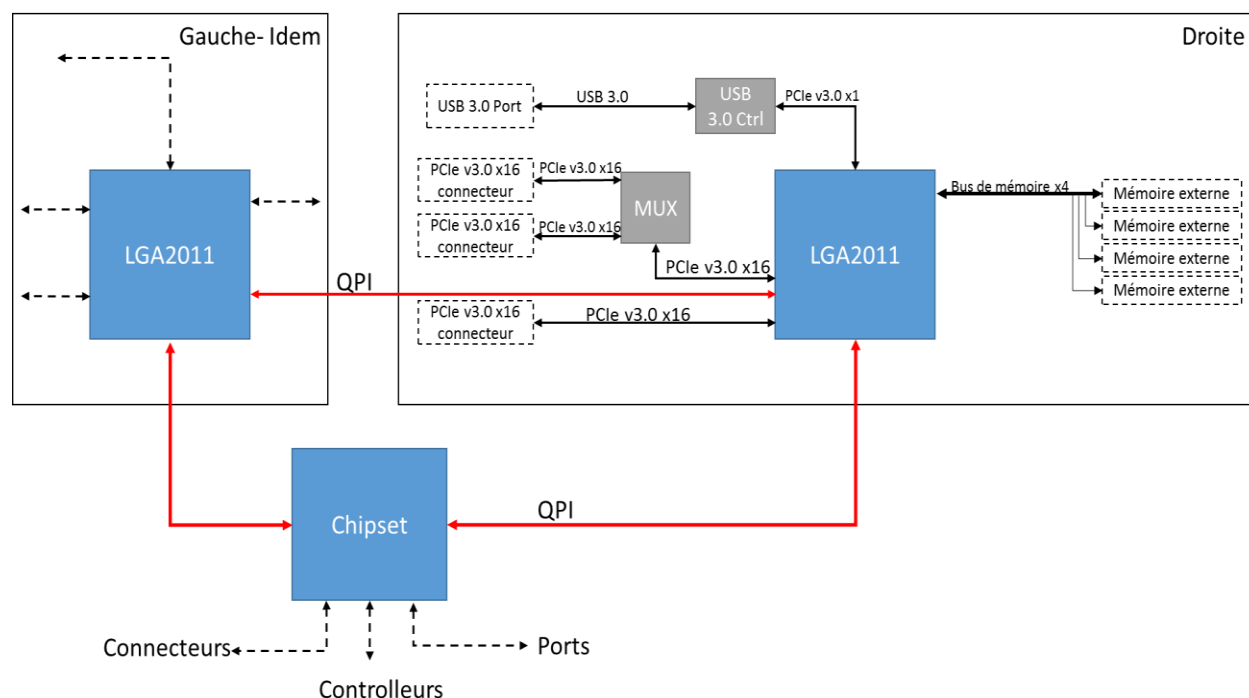 Gauche- Idem
LGA2011
Droite
USB 3.0 Port
USB 3.0
USB
3.0 Ctrl
PCIe v3.0 x1
PCIe v3.0 x16
connecteur
PCIe v3.0 x16
PCIe v3.0 x16
connecteur
PCIe v3.0 x16
MUX
PCIe v3.0 x16
LGA2011
Bus de mémoire x4
Mémoire externe
Mémoire externe
Mémoire externe
Mémoire externe
QPI
PCIe v3.0 x16
connecteur
PCIe v3.0 x16
Chipset
QPI
Connecteurs
Controlleurs
Ports